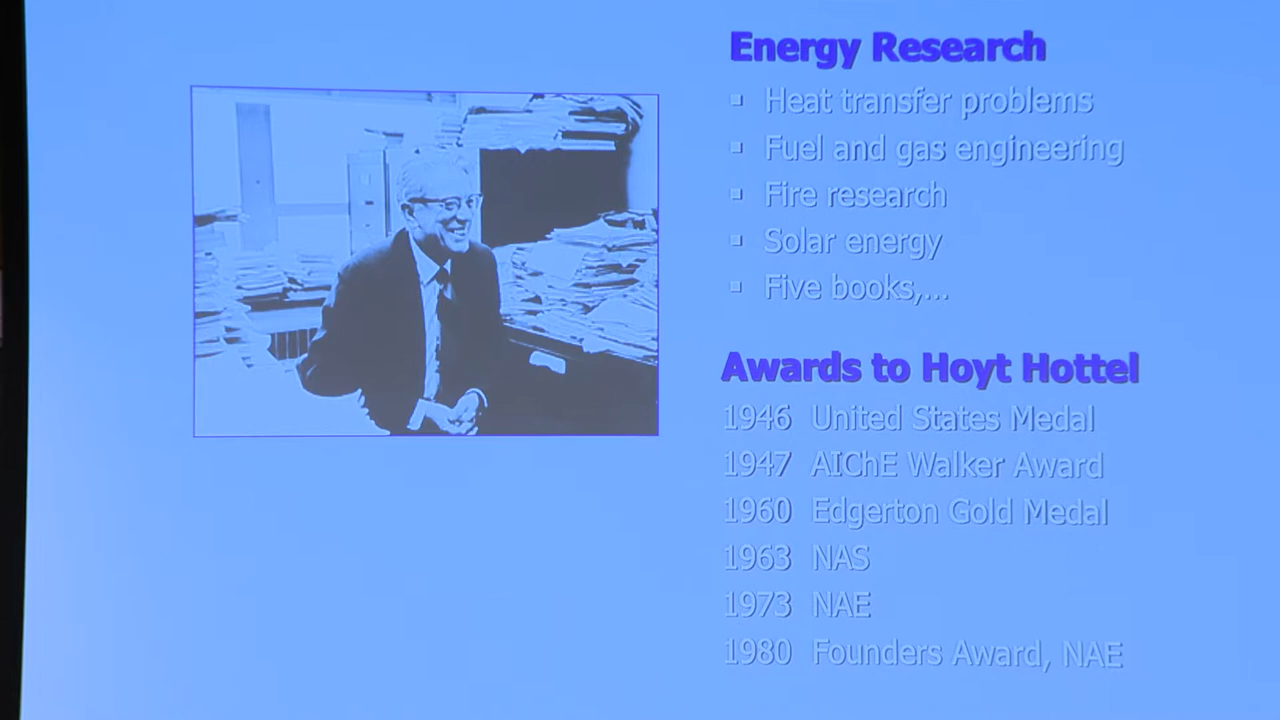 Energy Research
▪ Heat transfer problems
▪ Fuel and gas engineering
▪ Fire research
▪ Solar energy
▪ Five books,...
Awards to Hoyt Hottel
1946 United States Medal
1947 AIChE Walker Award
1960 Edgerton Gold Medal
1963 NAS
1973 NAE
1980 Founders Award, NAE